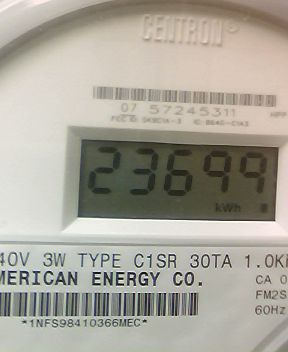 CENTRON®
07 57245311
23699
kWh
40V 3W TYPE C1SR 30TA 1.0K
MERICAN ENERGY CO.
CA 0
FM2S
60Hz
*1NFS98410366MEC*